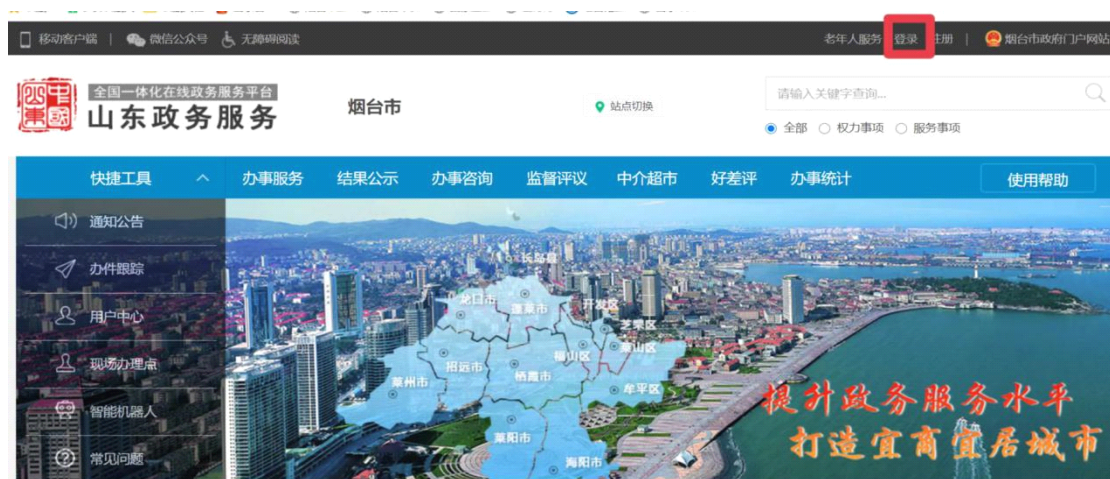 移动客户端 | 微信公众号 无障碍阅读 老年人服务 登录 注册 | 烟台市政府门户网站
全国一体化在线政务服务平台
山东政务服务
烟台市
站点切换
请输入关键字查询...
全部 权力事项 服务事项
快捷工具 办事服务 结果公示 办事咨询 监督评议 中介超市 好差评 办事统计 使用帮助
通知公告
办件跟踪
用户中心
现场办理点
智能机器人
常见问题
长岛县
龙口市
蓬莱市
开发区
芝罘区
莱山区
福山区
招远市
莱州市
栖霞市
牟平区
莱阳市
海阳市
提升政务服务水平
打造宜商宜居城市